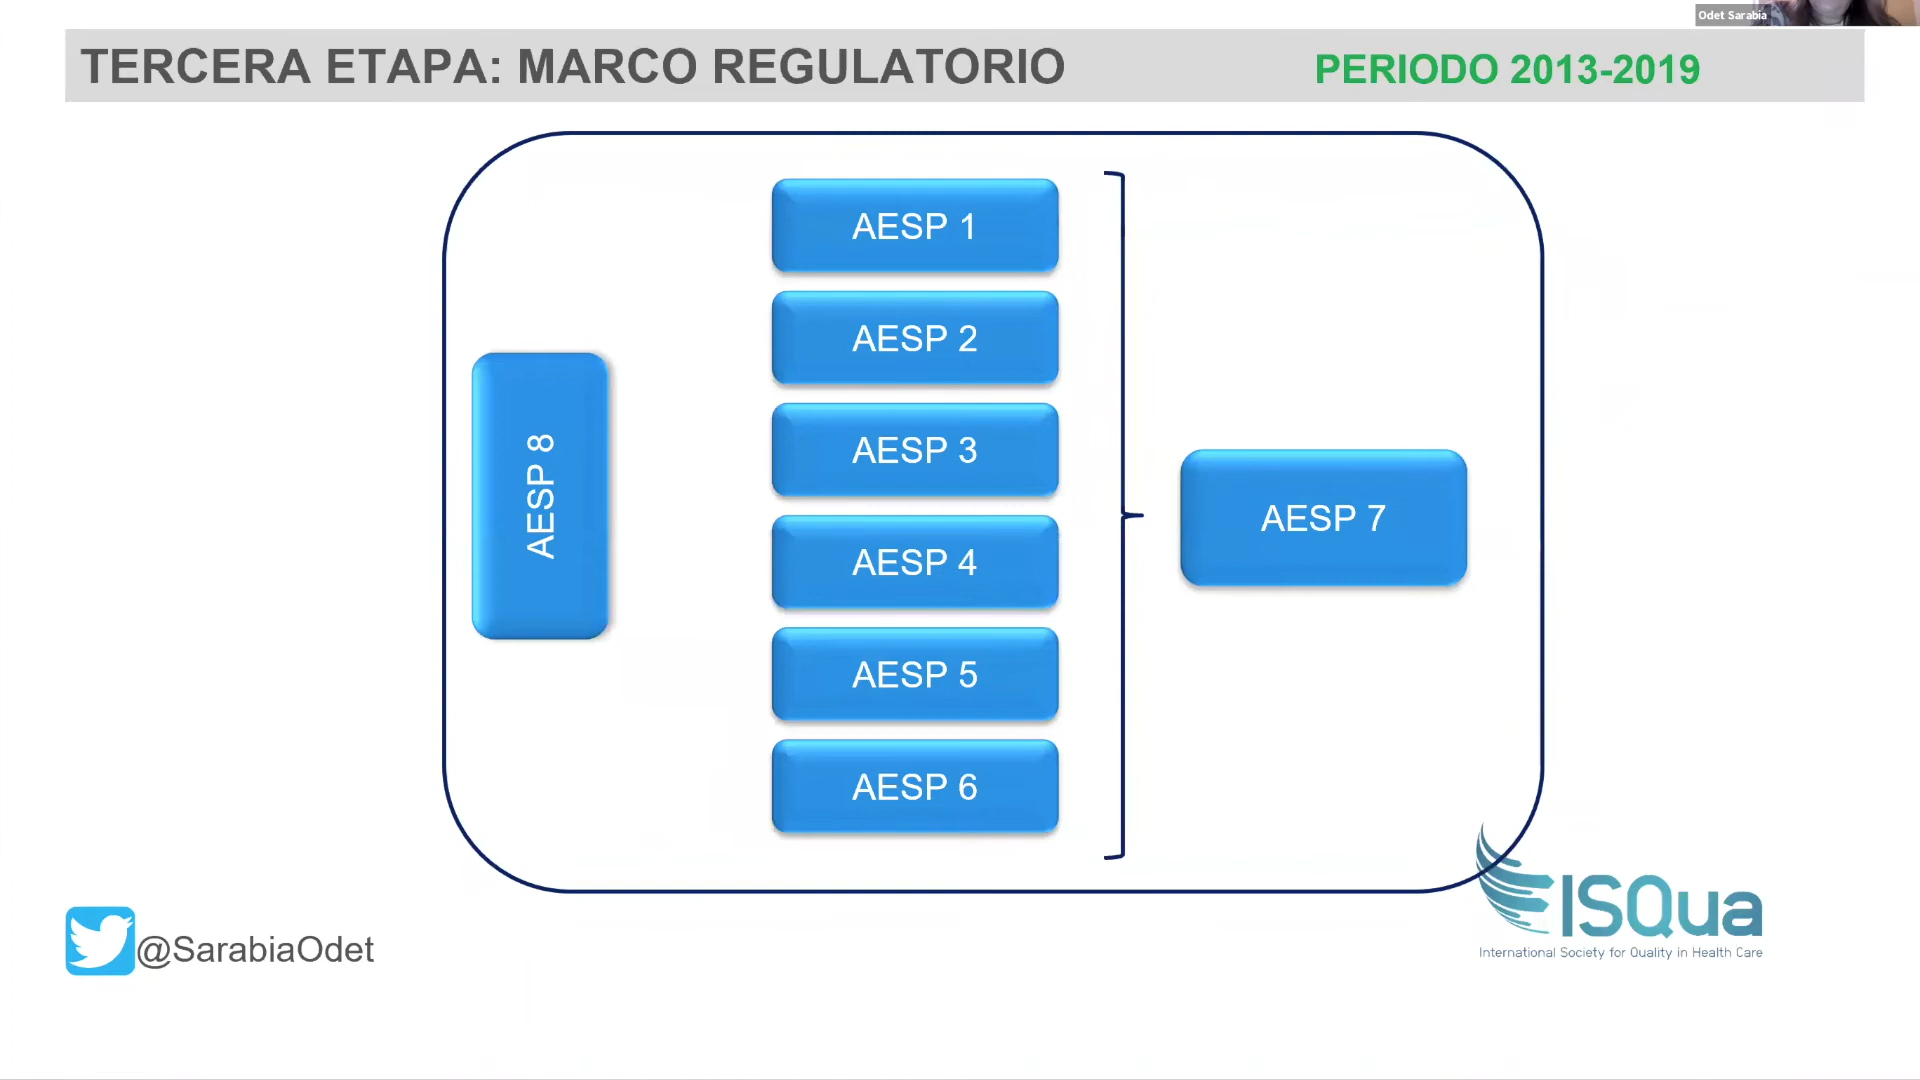 Odet Sarabia
TERCERA ETAPA: MARCO REGULATORIO
PERIODO 2013-2019
AESP 1
AESP 2
AESP 3
AESP 4
AESP 5
AESP 6
AESP 8
AESP 7
@SarabiaOdet
ISQua
International Society for Quality in Health Care